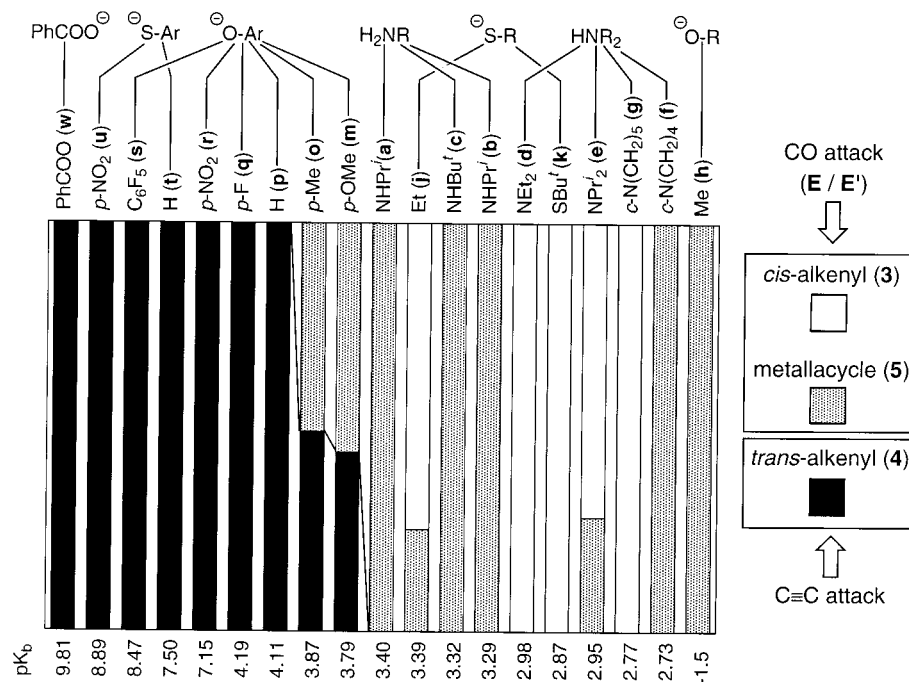 PhCOO⊖ ⊖S-Ar ⊖O-Ar H₂NR ⊖S-R HNR₂ ⊖O-R
PhCOO (w)
p-NO₂ (u)
C₆F₅ (s)
H (t)
p-NO₂ (r)
p-F (q)
H (p)
p-Me (o)
p-OMe (m)
NHPrⁱ (a)
Et (j)
NHBuᵗ (c)
NHPrᴵ (b)
NEt₂ (d)
SBuᵗ (k)
NPrⁱ₂ (e)
c-N(CH₂)₅ (g)
c-N(CH₂)₄ (f)
Me (h)
CO attack
(E / E')
cis-alkenyl (3)
metallacycle (5)
trans-alkenyl (4)
C≡C attack
pK_b 9.81 8.89 8.47 7.50 7.15 4.19 4.11 3.87 3.79 3.40 3.39 3.32 3.29 2.98 2.87 2.95 2.77 2.73 -1.5